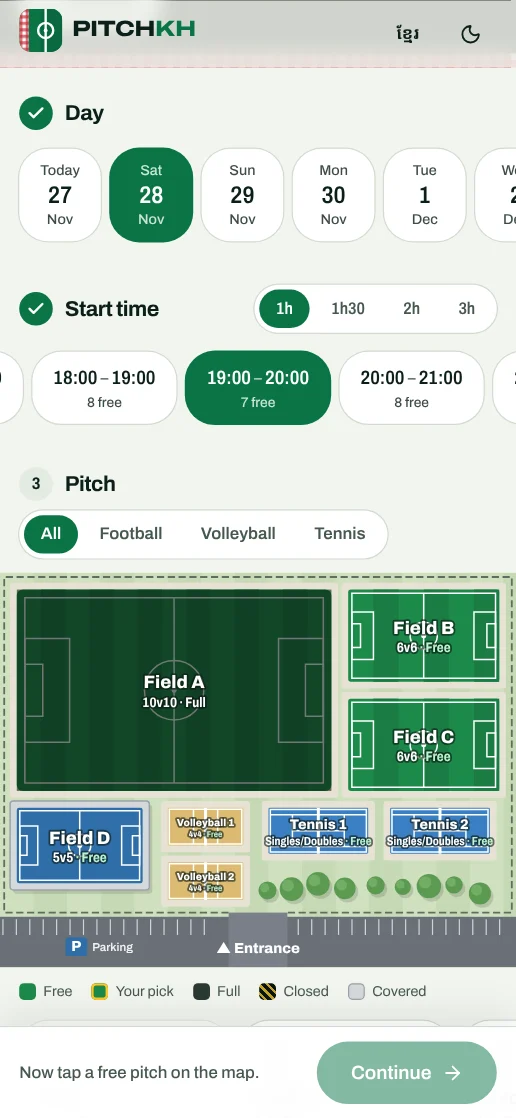 PITCHKH
ខ្មែរ
Day
Today
27
Nov
Sat
28
Nov
Sun
29
Nov
Mon
30
Nov
Tue
1
Dec
Start time
1h
1h30
2h
3h
18:00 – 19:00
8 free
19:00 – 20:00
7 free
20:00 – 21:00
8 free
3
Pitch
All
Football
Volleyball
Tennis
Field A
10v10 · Full
Field B
6v6 · Free
Field C
6v6 · Free
Field D
5v5 · Free
Volleyball 1
4v4 · Free
Volleyball 2
4v4 · Free
Tennis 1
Singles/Doubles · Free
Tennis 2
Singles/Doubles · Free
P Parking
Entrance
Free
Your pick
Full
Closed
Covered
Now tap a free pitch on the map.
Continue